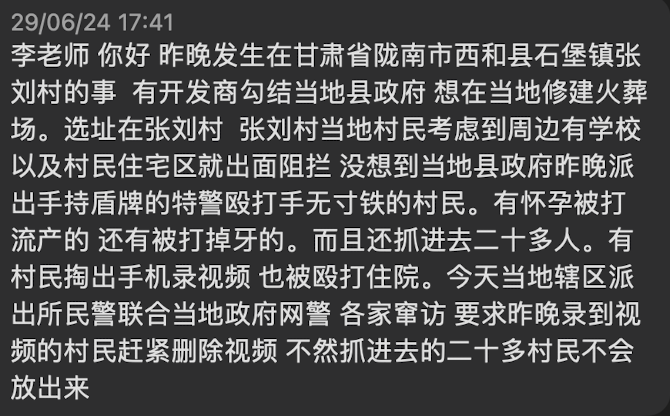 29/06/24 17:41
李老师 你好 昨晚发生在甘肃省陇南市西和县石堡镇张
刘村的事 有开发商勾结当地县政府 想在当地修建火葬
场。选址在张刘村 张刘村当地村民考虑到周边有学校
以及村民住宅区就出面阻拦 没想到当地县政府昨晚派
出手持盾牌的特警殴打手无寸铁的村民。有怀孕被打
流产的 还有被打掉牙的。而且还抓进去二十多人。有
村民掏出手机录视频 也被殴打住院。今天当地辖区派
出所民警联合当地政府网警 各家窜访 要求昨晚录到视
频的村民赶紧删除视频 不然抓进去的二十多村民不会
放出来